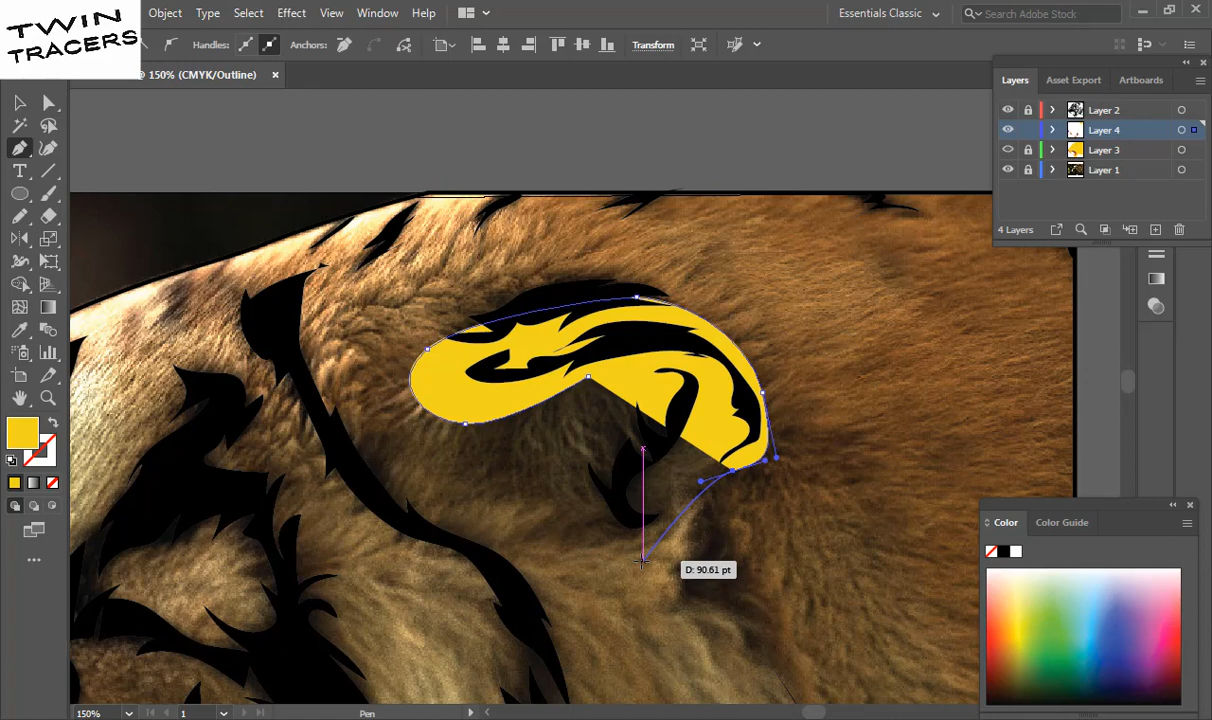 TWIN
TRACERS
Object Type Select Effect View Window Help
Essentials Classic
Search Adobe Stock
Handles:
Anchors:
Transform
@ 150% (CMYK/Outline) ×
Layers Asset Export Artboards
Layer 2
Layer 4
Layer 3
Layer 1
4 Layers
D: 90.61 pt
Color Color Guide
150%
1
Pen